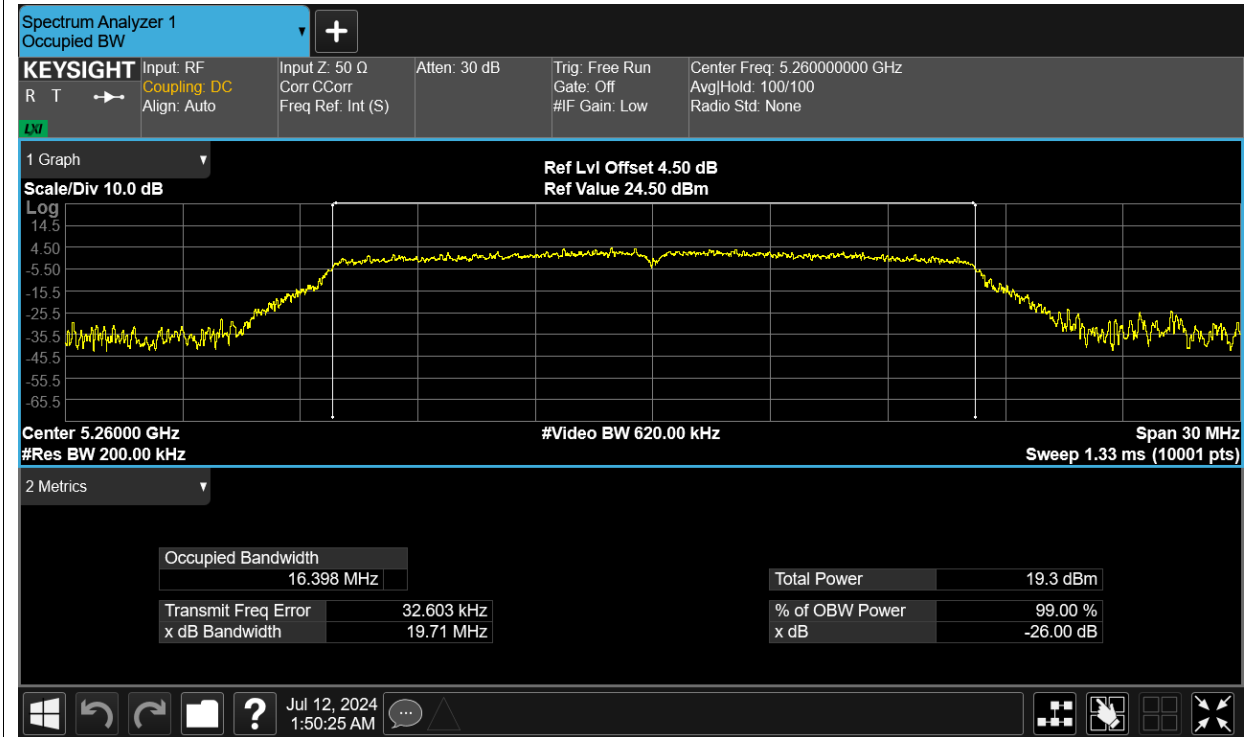 Spectrum Analyzer 1
Occupied BW
KEYSIGHT
R T
LXI
Input: RF
Coupling: DC
Align: Auto
Input Z: 50 Ω
Corr CCorr
Freq Ref: Int (S)
Atten: 30 dB
Trig: Free Run
Gate: Off
#IF Gain: Low
Center Freq: 5.260000000 GHz
Avg|Hold: 100/100
Radio Std: None
1 Graph
Ref Lvl Offset 4.50 dB
Scale/Div 10.0 dB
Ref Value 24.50 dBm
Log
14.5
4.50
-5.50
-15.5
-25.5
-35.5
-45.5
-55.5
-65.5
Center 5.26000 GHz
#Video BW 620.00 kHz
Span 30 MHz
#Res BW 200.00 kHz
Sweep 1.33 ms (10001 pts)
2 Metrics
Occupied Bandwidth
16.398 MHz
Total Power 19.3 dBm
Transmit Freq Error 32.603 kHz
% of OBW Power 99.00 %
x dB Bandwidth 19.71 MHz
x dB -26.00 dB
?
Jul 12, 2024
1:50:25 AM